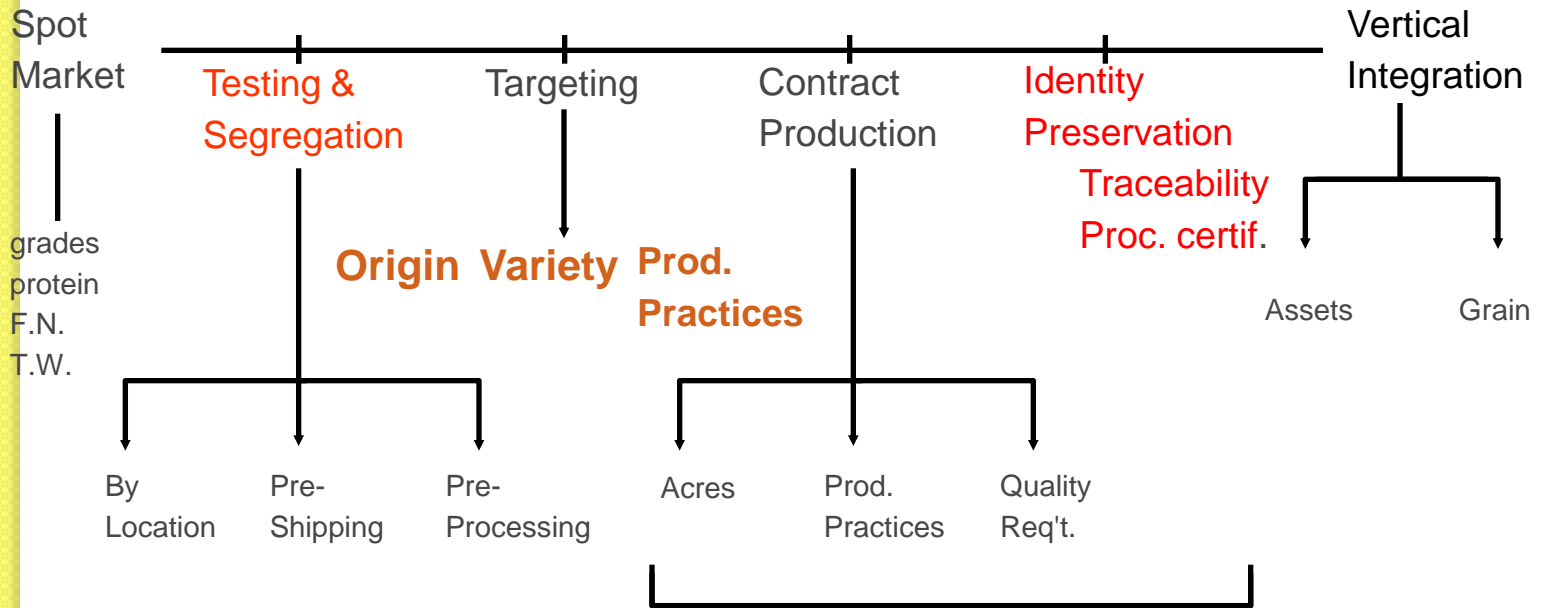 Spot
Market
grades
protein
F.N.
T.W.
Testing &
Segregation
By
Location
Pre-
Shipping
Pre-
Processing
Targeting
Origin Variety Prod.
Practices
Contract
Production
Acres
Prod.
Practices
Quality
Req't.
Identity
Preservation
Traceability
Proc. certif.
Vertical
Integration
Assets
Grain